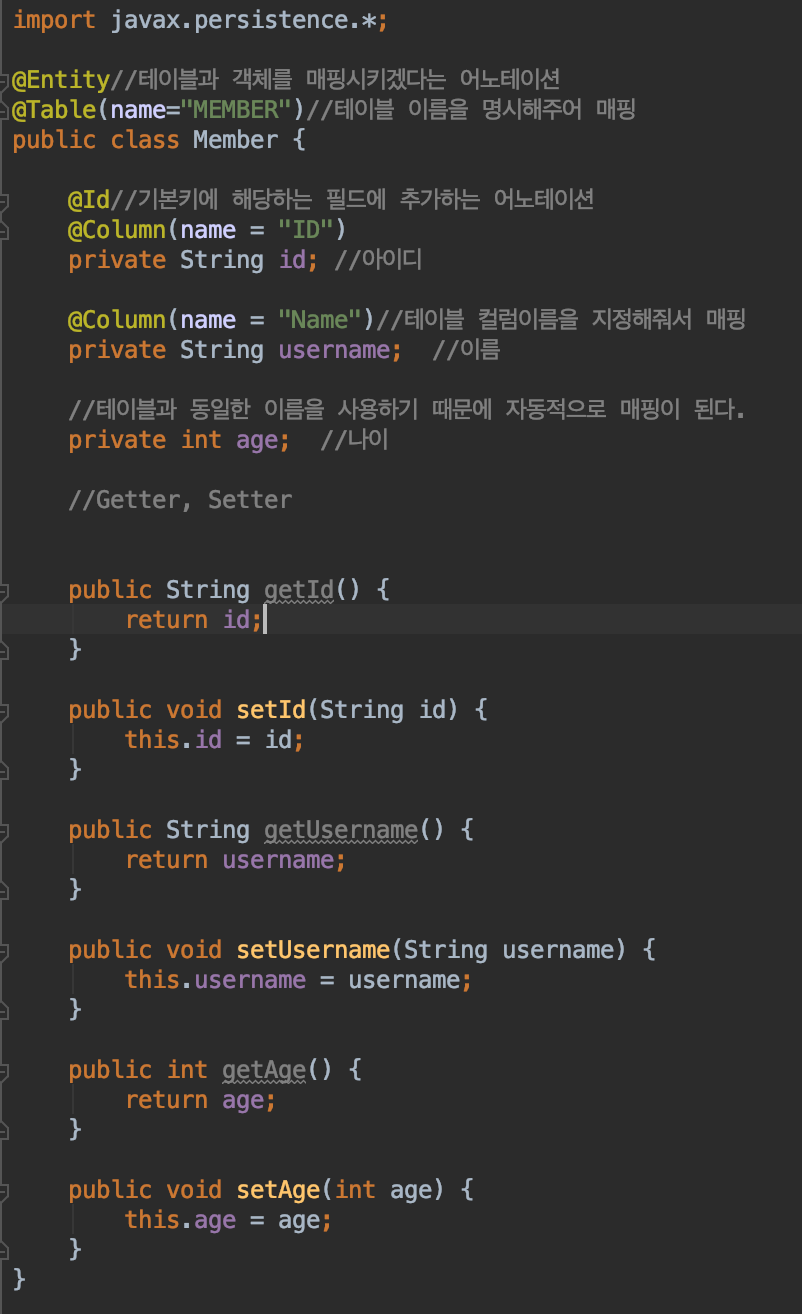 import javax.persistence.*;
@Entity//테이블과 객체를 매핑시키겠다는 어노테이션
@Table(name="MEMBER")//테이블 이름을 명시해주어 매핑
public class Member {
@Id//기본키에 해당하는 필드에 추가하는 어노테이션
@Column(name = "ID")
private String id; //아이디
@Column(name = "Name")//테이블 컬럼이름을 지정해줘서 매핑
private String username;  //이름
//테이블과 동일한 이름을 사용하기 때문에 자동적으로 매핑이 된다.
private int age;  //나이
//Getter, Setter
public String getId() {
return id;
}
public void setId(String id) {
this.id = id;
}
public String getUsername() {
return username;
}
public void setUsername(String username) {
this.username = username;
}
public int getAge() {
return age;
}
public void setAge(int age) {
this.age = age;
}
}